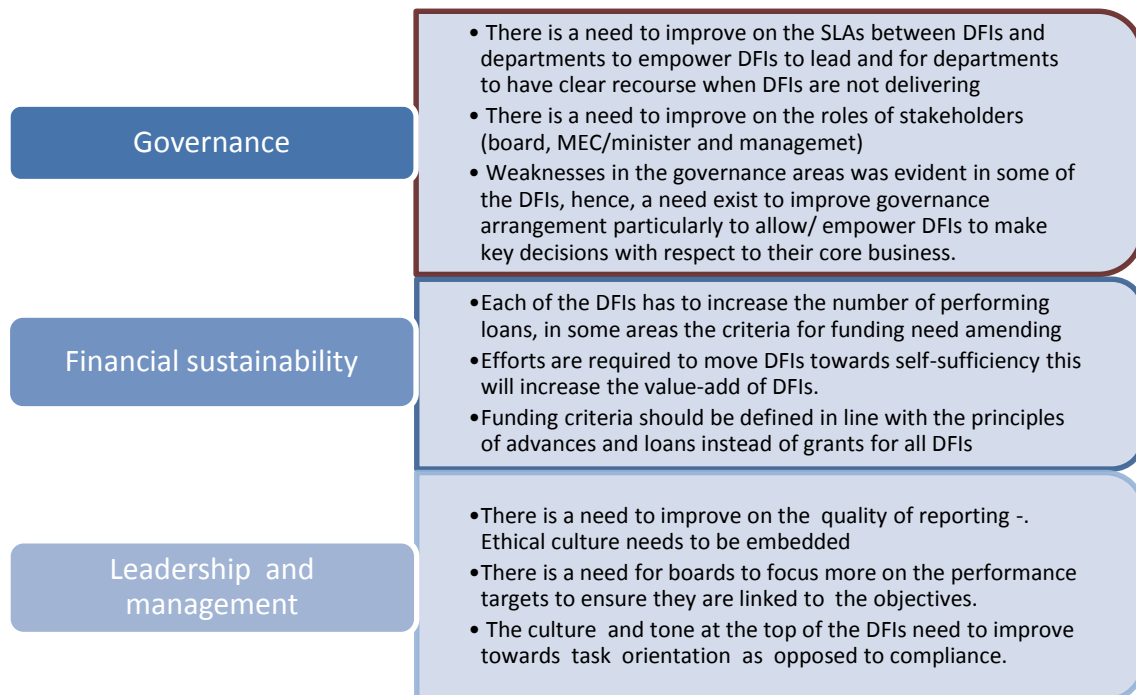 Governance
• There is a need to improve on the SLAs between DFIs and
departments to empower DFIs to lead and for departments
to have clear recourse when DFIs are not delivering
• There is a need to improve on the roles of stakeholders
(board, MEC/minister and managemet)
• Weaknesses in the governance areas was evident in some of
the DFIs, hence, a need exist to improve governance
arrangement particularly to allow/ empower DFIs to make
key decisions with respect to their core business.
Financial sustainability
•Each of the DFIs has to increase the number of performing
loans, in some areas the criteria for funding need amending
•Efforts are required to move DFIs towards self-sufficiency this
will increase the value-add of DFIs.
•Funding criteria should be defined in line with the principles
of advances and loans instead of grants for all DFIs
Leadership and
management
•There is a need to improve on the quality of reporting -.
Ethical culture needs to be embedded
•There is a need for boards to focus more on the performance
targets to ensure they are linked to the objectives.
• The culture and tone at the top of the DFIs need to improve
towards task orientation as opposed to compliance.